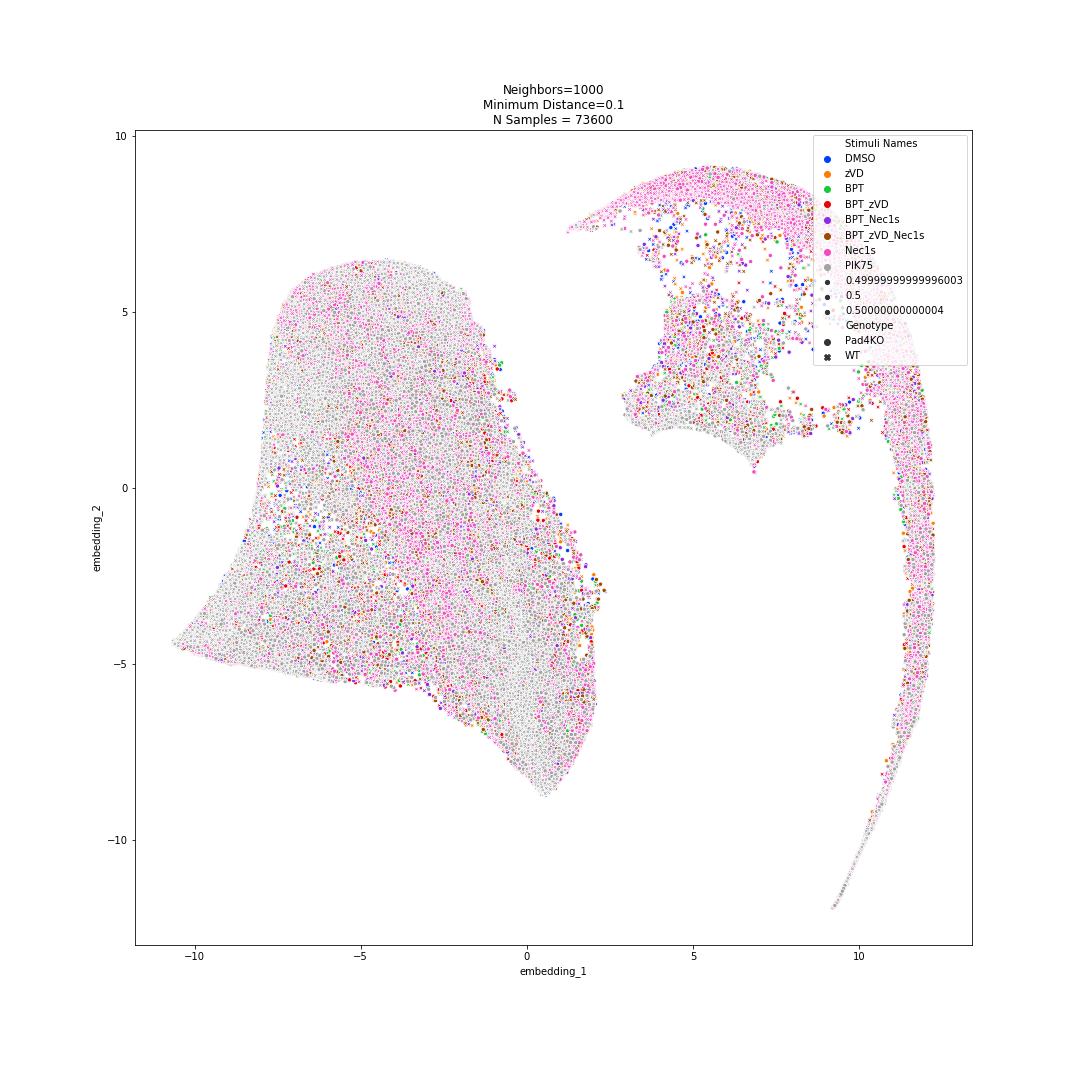 Neighbors=1000
Minimum Distance=0.1
N Samples = 73600
Stimuli Names
DMSO
zVD
BPT
BPT_zVD
BPT_Nec1s
BPT_zVD_Nec1s
Nec1s
PIK75
0.49999999999996003
0.5
0.50000000000004
Genotype
Pad4KO
WT
10
5
0
−5
−10
embedding_2
−10
−5
0
5
10
embedding_1